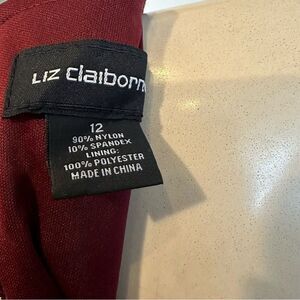 Liz claiborne
12
90% NYLON
10% SPANDEX
LINING:
100% POLYESTER
MADE IN CHINA